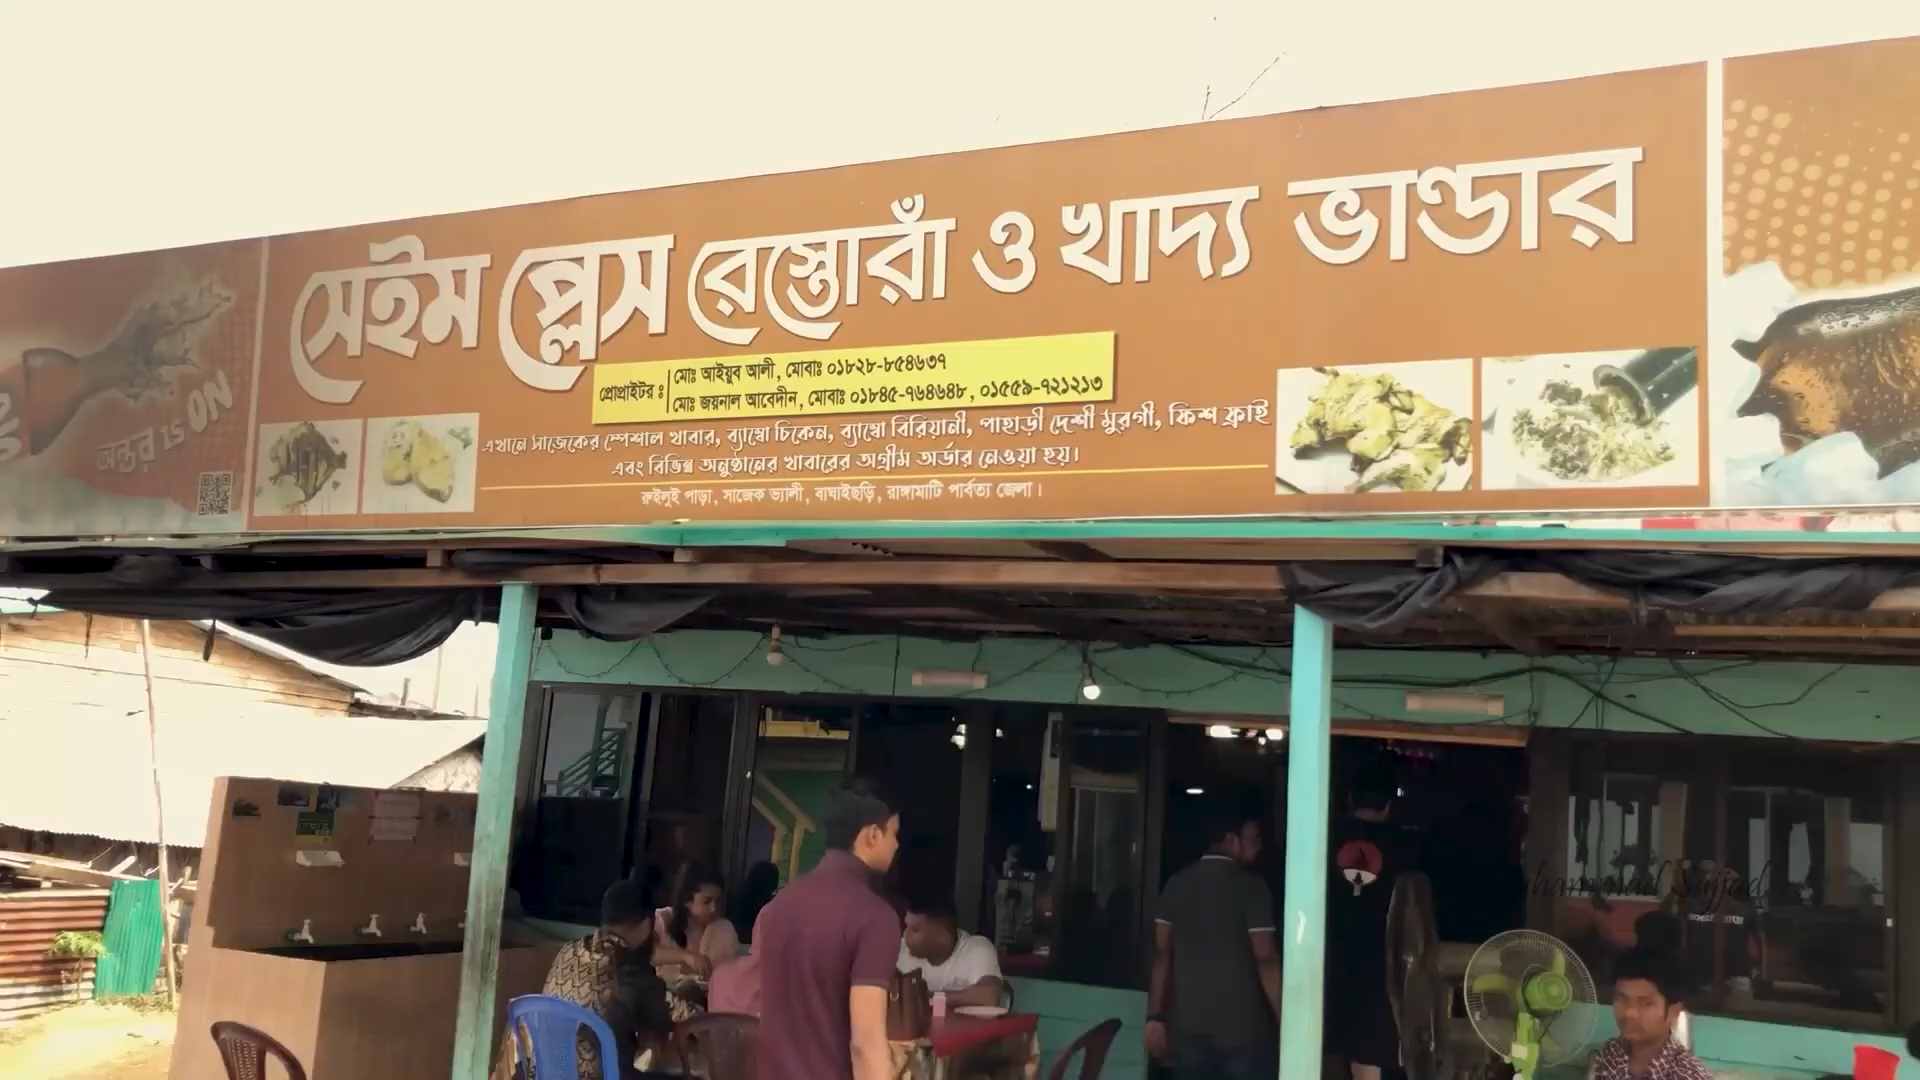 সেইম প্লেস রেস্তোরাঁ ও খাদ্য ভাণ্ডার
প্রোপ্রাইটর ঃ
মোঃ আইয়ুব আলী, মোবাঃ ০১৮২৮-৮৫৪৬৩৭
মোঃ জয়নাল আবেদীন, মোবাঃ ০১৮৪৫-৭৬৪৬৪৮, ০১৫৫৯-৭২১২১৩
এখানে সাজেকের স্পেশাল খাবার, ব্যাম্বো চিকেন, ব্যাম্বো বিরিয়ানী, পাহাড়ী দেশী মুরগী, ফিশ ফ্রাই
এবং বিভিন্ন অনুষ্ঠানের খাবারের অগ্রীম অর্ডার নেওয়া হয়।
রুইলুই পাড়া, সাজেক ভ্যালী, বাঘাইছড়ি, রাঙ্গামাটি পার্বত্য জেলা।
অন্তর IS ON
Sajjad